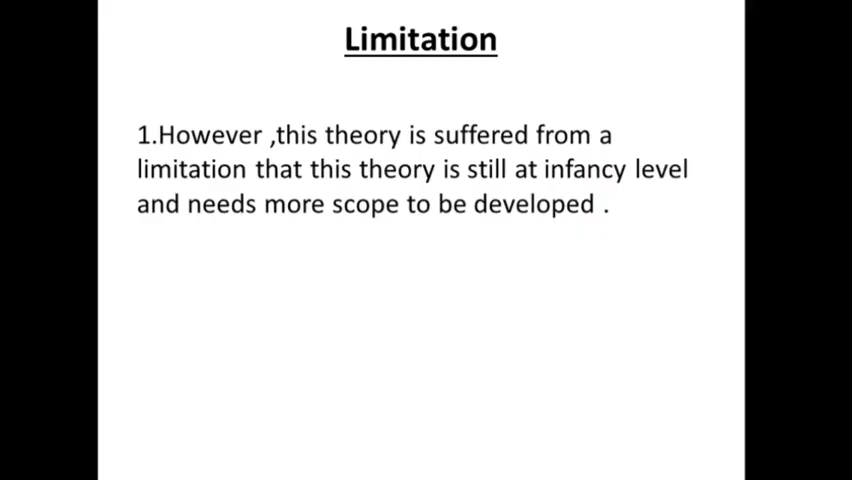 Limitation
1.However ,this theory is suffered from a
limitation that this theory is still at infancy level
and needs more scope to be developed .